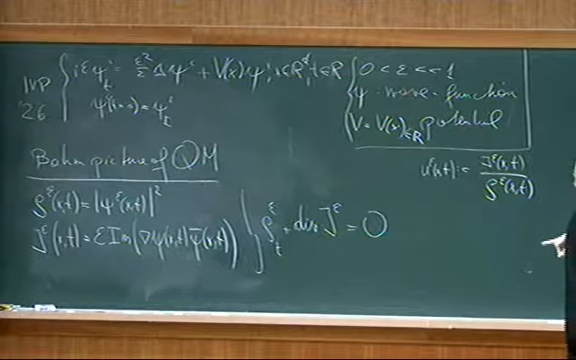 IVP '26
iεψ_t^ε = ε²/2 Δψ^ε + V(x)ψ^ε, x∈R^d, t∈R
ψ^ε(t=0) = ψ_I^ε
0 < ε << 1
ψ - wave-function
V = V(x)∈R potential
Bohm picture of QM
ρ^ε(x,t) = |ψ^ε(x,t)|²
J^ε(x,t) = ε Im(∇ψ(x,t) ψ̄(x,t))
ρ_t^ε + div J^ε = 0
u^ε(x,t) := J^ε(x,t) / ρ^ε(x,t)